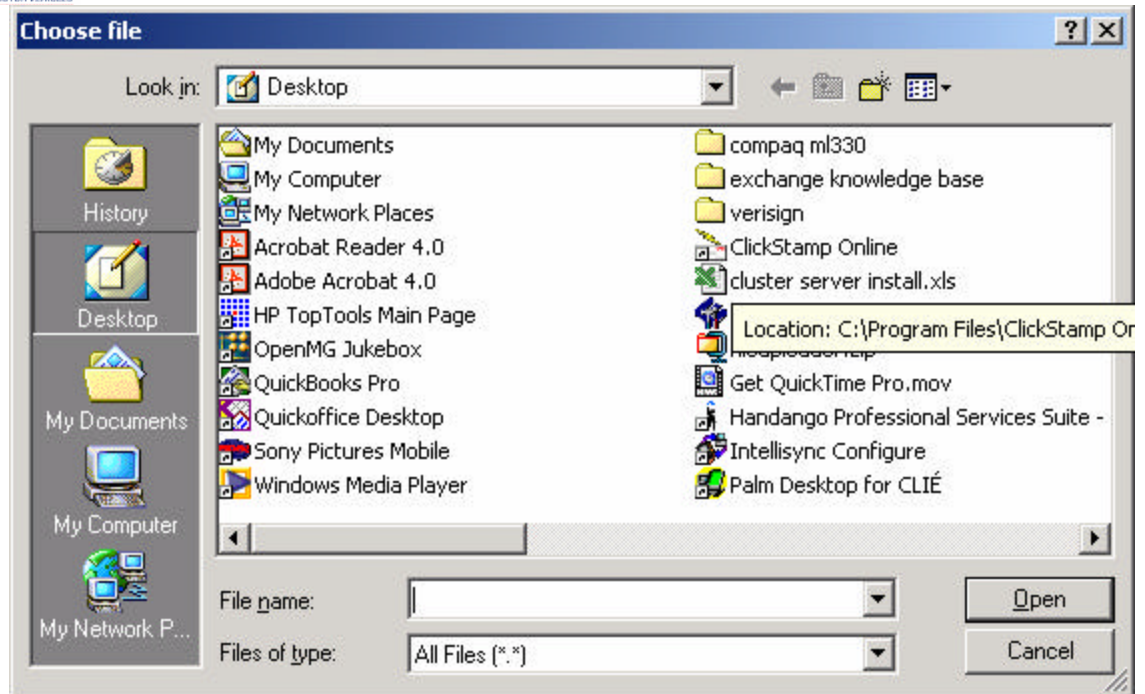 Choose file
Look in: Desktop
History
Desktop
My Documents
My Computer
My Network P...
My Documents
My Computer
My Network Places
Acrobat Reader 4.0
Adobe Acrobat 4.0
HP TopTools Main Page
OpenMG Jukebox
QuickBooks Pro
Quickoffice Desktop
Sony Pictures Mobile
Windows Media Player
compaq ml330
exchange knowledge base
verisign
ClickStamp Online
cluster server install.xls
Location: C:\Program Files\ClickStamp On
Get QuickTime Pro.mov
Handango Professional Services Suite -
Intellisync Configure
Palm Desktop for CLIÉ
File name:
Open
Files of type: All Files (*.*)
Cancel